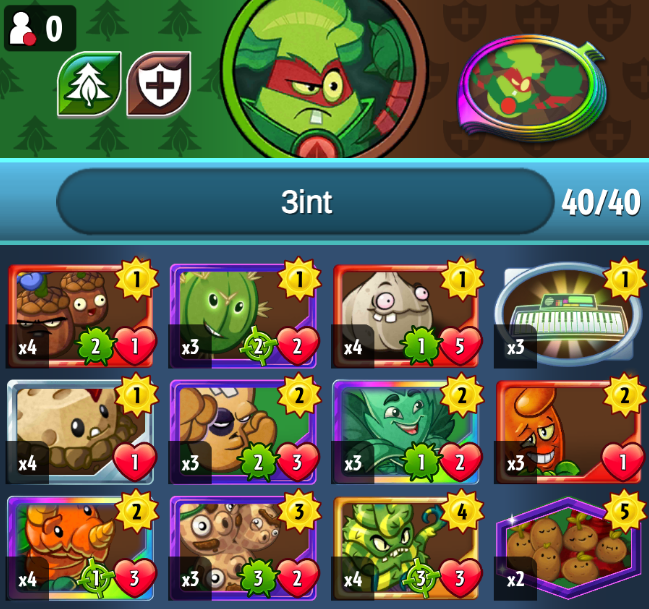 0
3int 40/40
1 1 1 1
x4 2 1 x3 2 2 x4 1 5 x3
1 2 2 2
x4 1 x3 2 3 x3 1 2 x3 1
2 3 4 5
x4 1 3 x3 3 2 x4 3 3 x2